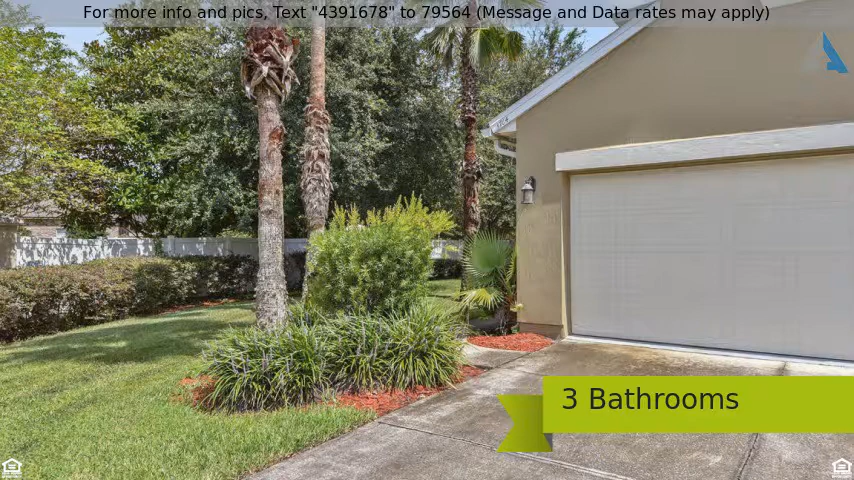 For more info and pics, Text "4391678" to 79564 (Message and Data rates may apply)
3 Bathrooms